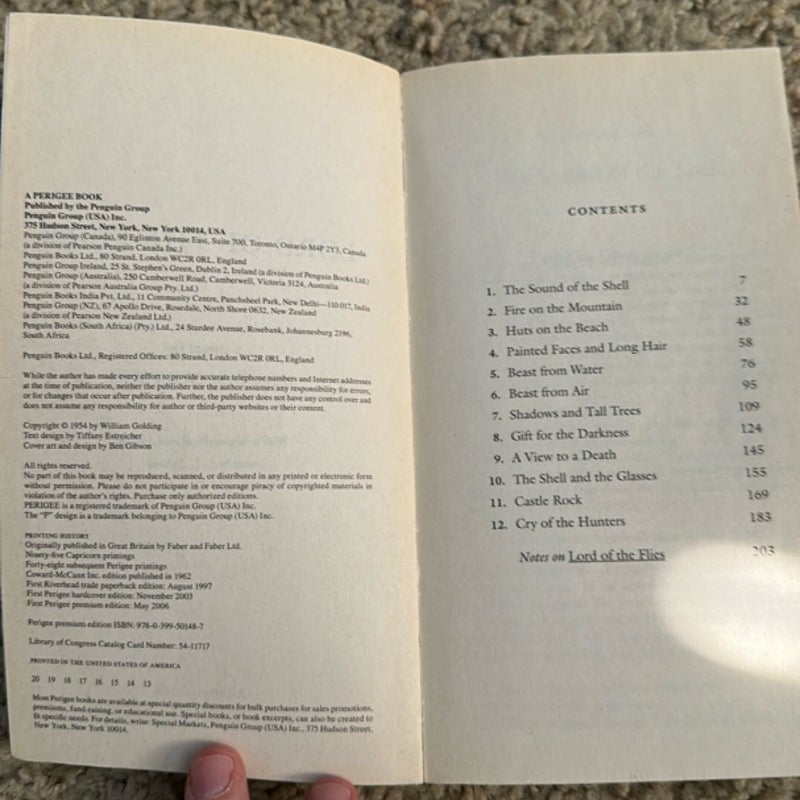 A PERIGEE BOOK
Published by the Penguin Group
Penguin Group (USA) Inc.
375 Hudson Street, New York, New York 10014, USA
Penguin Group (Canada), 90 Eglinton Avenue East, Suite 700, Toronto, Ontario M4P 2Y3, Canada
(a division of Pearson Penguin Canada Inc.)
Penguin Books Ltd., 80 Strand, London WC2R 0RL, England
Penguin Group Ireland, 25 St. Stephen's Green, Dublin 2, Ireland (a division of Penguin Books Ltd.)
Penguin Group (Australia), 250 Camberwell Road, Camberwell, Victoria 3124, Australia
(a division of Pearson Australia Group Pty. Ltd.)
Penguin Books India Pvt. Ltd., 11 Community Centre, Panchsheel Park, New Delhi—110 017, India
Penguin Group (NZ), 67 Apollo Drive, Rosedale, North Shore 0632, New Zealand
(a division of Pearson New Zealand Ltd.)
Penguin Books (South Africa) (Pty.) Ltd., 24 Sturdee Avenue, Rosebank, Johannesburg 2196,
South Africa
Penguin Books Ltd., Registered Offices: 80 Strand, London WC2R 0RL, England
While the author has made every effort to provide accurate telephone numbers and Internet addresses
at the time of publication, neither the publisher nor the author assumes any responsibility for errors,
or for changes that occur after publication. Further, the publisher does not have any control over and
does not assume any responsibility for author or third-party websites or their content.
Copyright © 1954 by William Golding
Text design by Tiffany Estreicher
Cover art and design by Ben Gibson
All rights reserved.
No part of this book may be reproduced, scanned, or distributed in any printed or electronic form
without permission. Please do not participate in or encourage piracy of copyrighted materials in
violation of the author's rights. Purchase only authorized editions.
PERIGEE is a registered trademark of Penguin Group (USA) Inc.
The "P" design is a trademark belonging to Penguin Group (USA) Inc.
PRINTING HISTORY
Originally published in Great Britain by Faber and Faber Ltd.
Ninety-five Capricorn printings
Forty-eight subsequent Perigee printings
Coward-McCann Inc. edition published in 1962
First Riverhead trade paperback edition: August 1997
First Perigee hardcover edition: November 2003
First Perigee premium edition: May 2006
Perigee premium edition ISBN: 978-0-399-50148-7
Library of Congress Catalog Card Number: 54-11717
PRINTED IN THE UNITED STATES OF AMERICA
20 19 18 17 16 15 14 13
Most Perigee books are available at special quantity discounts for bulk purchases for sales promotions,
premiums, fund-raising, or educational use. Special books, or book excerpts, can also be created to
fit specific needs. For details, write: Special Markets, Penguin Group (USA) Inc., 375 Hudson Street,
New York, New York 10014.
CONTENTS
1. The Sound of the Shell 7
2. Fire on the Mountain 32
3. Huts on the Beach 48
4. Painted Faces and Long Hair 58
5. Beast from Water 76
6. Beast from Air 95
7. Shadows and Tall Trees 109
8. Gift for the Darkness 124
9. A View to a Death 145
10. The Shell and the Glasses 155
11. Castle Rock 169
12. Cry of the Hunters 183
Notes on Lord of the Flies 203